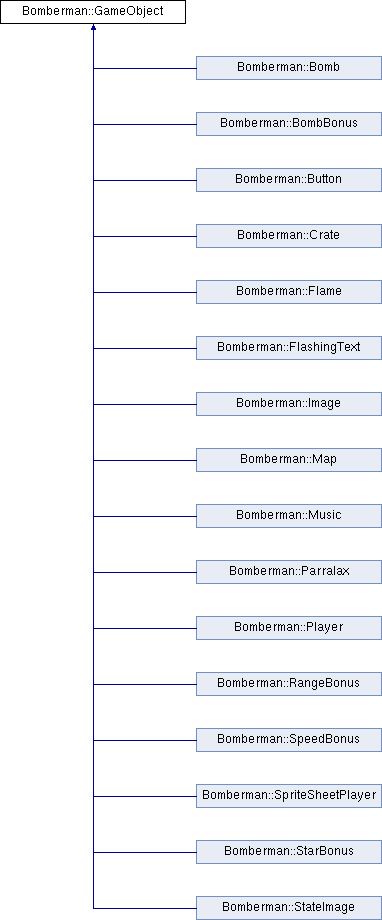 Bomberman::GameObject
Bomberman::Bomb
Bomberman::BombBonus
Bomberman::Button
Bomberman::Crate
Bomberman::Flame
Bomberman::FlashingText
Bomberman::Image
Bomberman::Map
Bomberman::Music
Bomberman::Parralax
Bomberman::Player
Bomberman::RangeBonus
Bomberman::SpeedBonus
Bomberman::SpriteSheetPlayer
Bomberman::StarBonus
Bomberman::StateImage